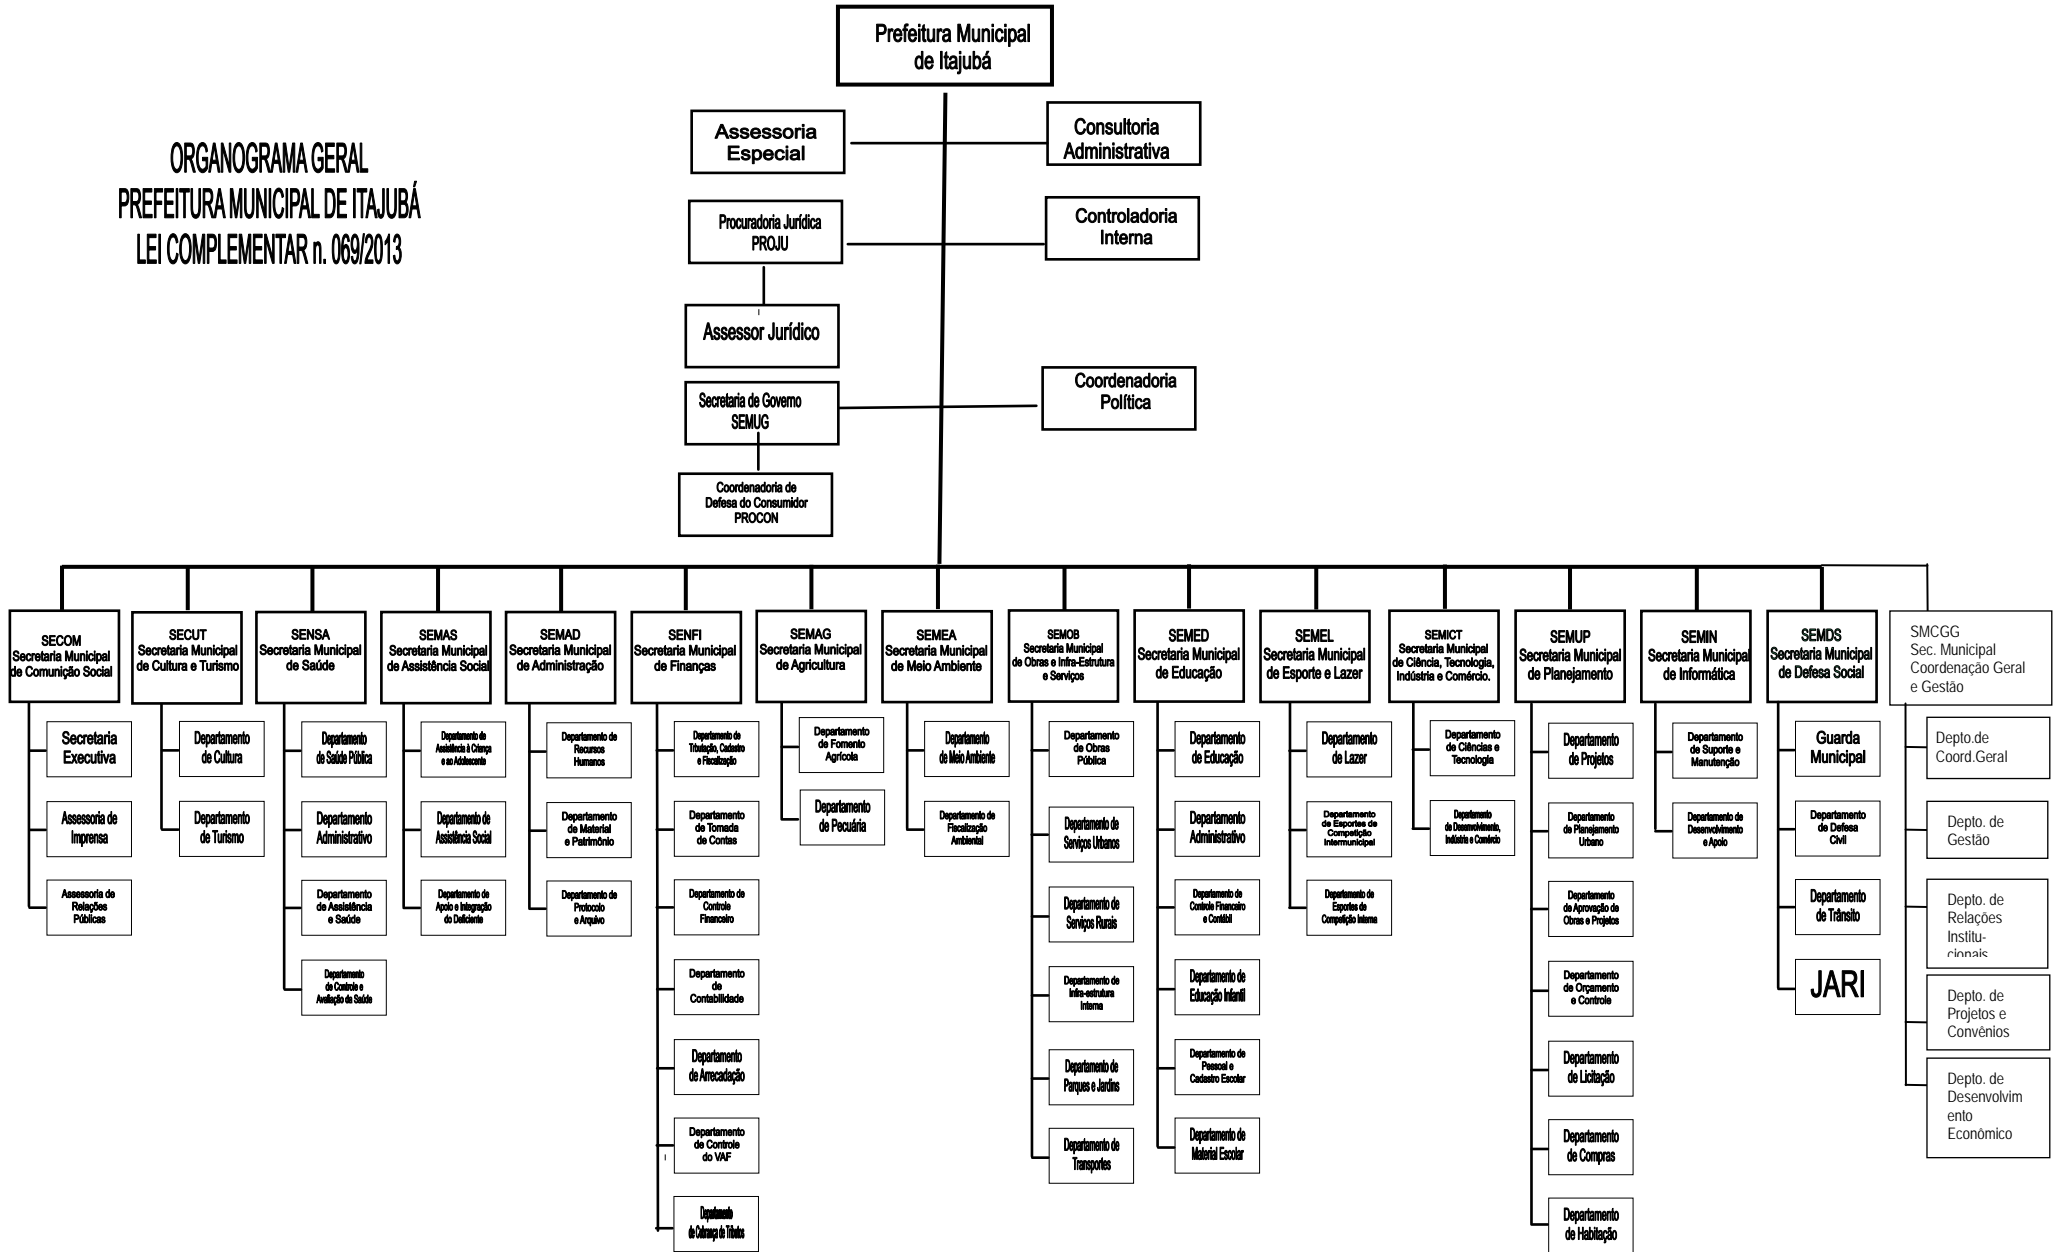 Prefeitura Municipal
de Itajubá
ORGANOGRAMA GERAL
PREFEITURA MUNICIPAL DE ITAJUBÁ
LEI COMPLEMENTAR n. 069/2013
Assessoria
Especial
Consultoria
Administrativa
Procuradoria Jurídica
PROJU
Controladoria
Interna
Assessor Jurídico
Secretaria de Governo
SEMUG
Coordenadoria
Política
Coordenadoria de
Defesa do Consumidor
PROCON
SECOM
Secretaria Municipal
de Comunição Social
Secretaria
Executiva
Assessoria de
Imprensa
Assessoria de
Relações
Públicas
SECUT
Secretaria Municipal
de Cultura e Turismo
Departamento
de Cultura
Departamento
de Turismo
SENSA
Secretaria Municipal
de Saúde
Departamento
de Saúde Pública
Departamento
Administrativo
Departamento
de Assistência
e Saúde
Departamento
de Controle e
Avaliação da Saúde
SEMAS
Secretaria Municipal
de Assistência Social
Departamento de
Assistência à Criança
e ao Adolescente
Departamento de
de Assistência Social
Departamento de
Apoio e Integração
do Deficiente
SEMAD
Secretaria Municipal
de Administração
Departamento de
Recursos
Humanos
Departamento
de Material
e Patrimônio
Departamento de
Protocolo
e Arquivo
SENFI
Secretaria Municipal
de Finanças
Departamento de
Tributação, Cadastro
e Fiscalização
Departamento
de Tomada
de Contas
Departamento de
Controle
Financeiro
Departamento
de
Contabilidade
Departamento
de Arrecadação
Departamento
de Controle
do VAF
Departamento
de Cobrança de Tributos
SEMAG
Secretaria Municipal
de Agricultura
Departamento
de Fomento
Agrícola
Departamento
de Pecuária
SEMEA
Secretaria Municipal
de Meio Ambiente
Departamento
de Meio Ambiente
Departamento de
Fiscalização
Ambiental
SEMOB
Secretaria Municipal
de Obras e Infra-Estrutura
e Serviços
Departamento
de Obras
Pública
Departamento de
Serviços Urbanos
Departamento de
Serviços Rurais
Departamento de
Infra-estrutura
Interna
Departamento de
Parques e Jardins
Departamento de
Transportes
SEMED
Secretaria Municipal
de Educação
Departamento
de Educação
Departamento
Administrativo
Departamento de
Controle Financeiro
e Contábil
Departamento de
Educação Infantil
Departamento de
Pessoal e
Cadastro Escolar
Departamento de
Material Escolar
SEMEL
Secretaria Municipal
de Esporte e Lazer
Departamento
de Lazer
Departamento
de Esportes de
Competição
Intermunicipal
Departamento de
Esportes de
Competição Interna
SEMICT
Secretaria Municipal
de Ciência, Tecnologia,
Indústria e Comércio.
Departamento
de Ciências e
Tecnologia
Departamento
de Desenvolvimento,
Indústria e Comércio
SEMUP
Secretaria Municipal
de Planejamento
Departamento
de Projetos
Departamento
de Planejamento
Urbano
Departamento
de Aprovação de
Obras e Projetos
Departamento
de Orçamento
e Controle
Departamento
de Licitação
Departamento
de Compras
Departamento
de Habitação
SEMIN
Secretaria Municipal
de Informática
Departamento
de Suporte e
Manutenção
Departamento de
Desenvolvimento
e Apoio
SEMDS
Secretaria Municipal
de Defesa Social
Guarda
Municipal
Departamento
de Defesa
Civil
Departamento
de Trânsito
JARI
SMCGG
Sec. Municipal
Coordenação Geral
e Gestão
Depto.de
Coord.Geral
Depto. de
Gestão
Depto. de
Relações
Institu-
cionais
Depto. de
Projetos e
Convênios
Depto. de
Desenvolvim
ento
Econômico